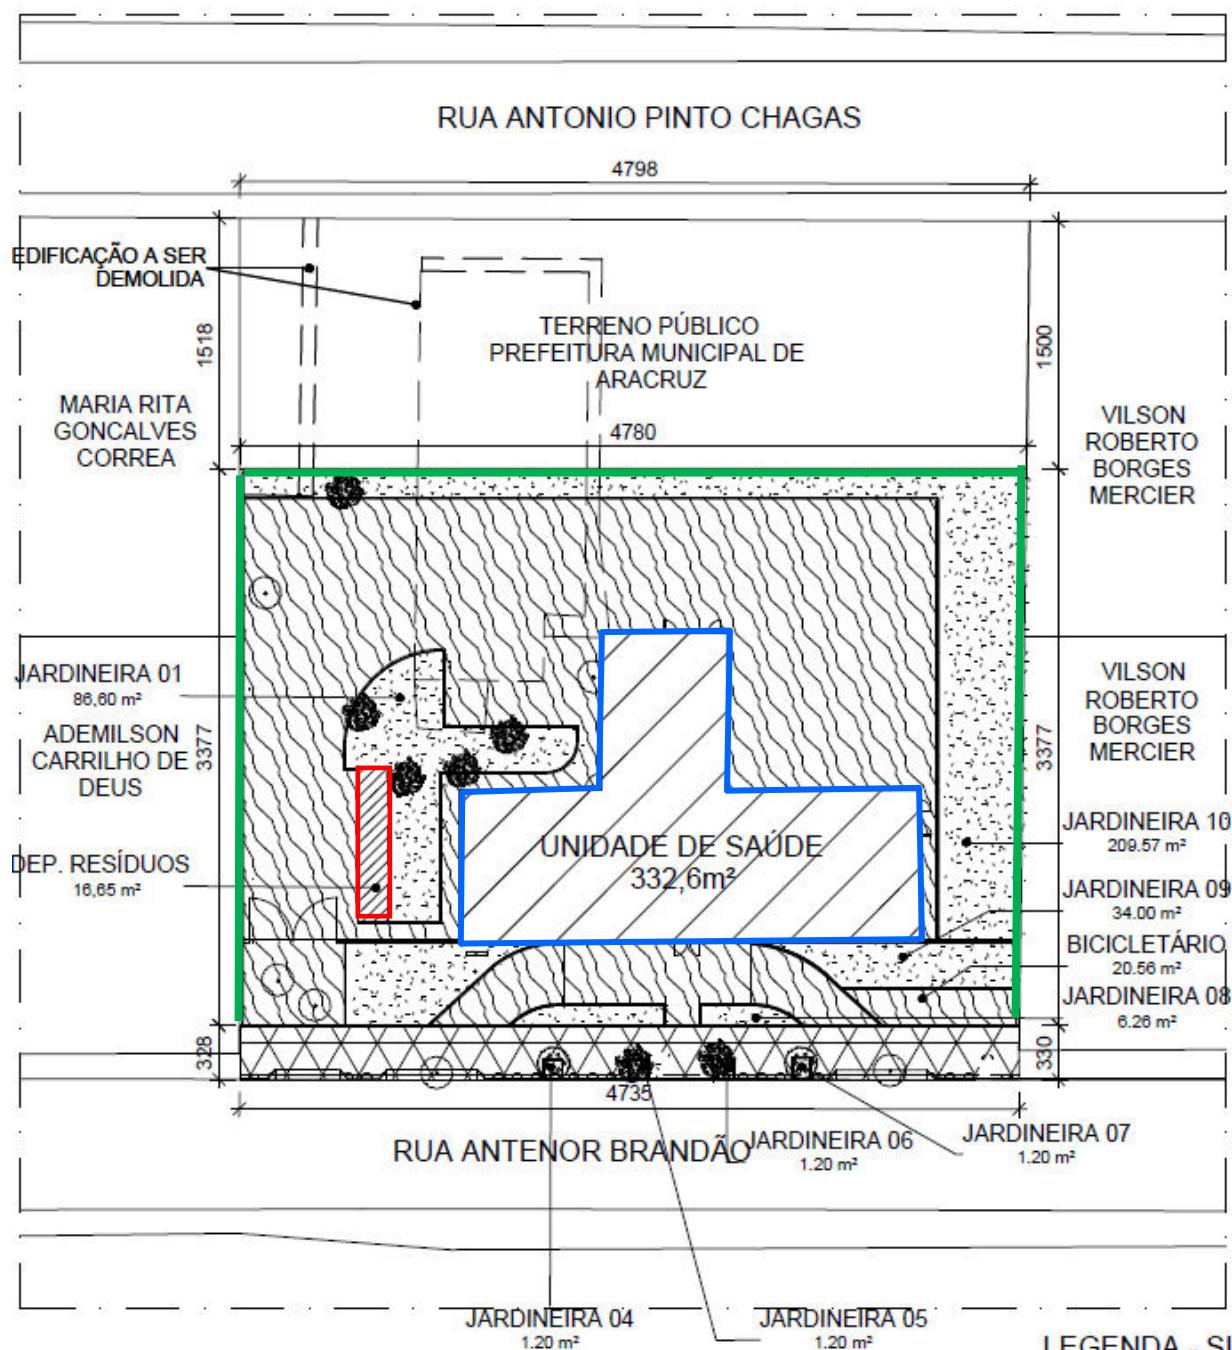 RUA ANTONIO PINTO CHAGAS
4798
EDIFICAÇÃO A SER
DEMOLIDA
1518
TERRENO PÚBLICO
PREFEITURA MUNICIPAL DE
ARACRUZ
1500
MARIA RITA
GONCALVES
CORREA
4780
VILSON
ROBERTO
BORGES
MERCIER
JARDINEIRA 01
86,60 m²
ADEMILSON
CARRILHO DE
DEUS
3377
VILSON
ROBERTO
BORGES
MERCIER
3377
DEP. RESÍDUOS
16,65 m²
UNIDADE DE SAÚDE
332,6m²
JARDINEIRA 10
209.57 m²
JARDINEIRA 09
34.00 m²
BICICLETÁRIO
20.56 m²
JARDINEIRA 08
6.26 m²
328
330
4735
RUA ANTENOR BRANDÃO
JARDINEIRA 06
1.20 m²
JARDINEIRA 07
1.20 m²
JARDINEIRA 04
1.20 m²
JARDINEIRA 05
1.20 m²
LEGENDA - SI